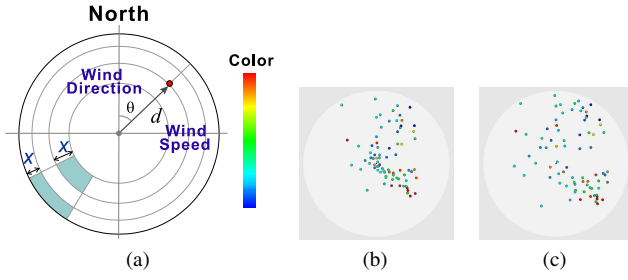 North
Color
Wind
Direction
θ
d
Wind
Speed
x
x
(a)
(b)
(c)